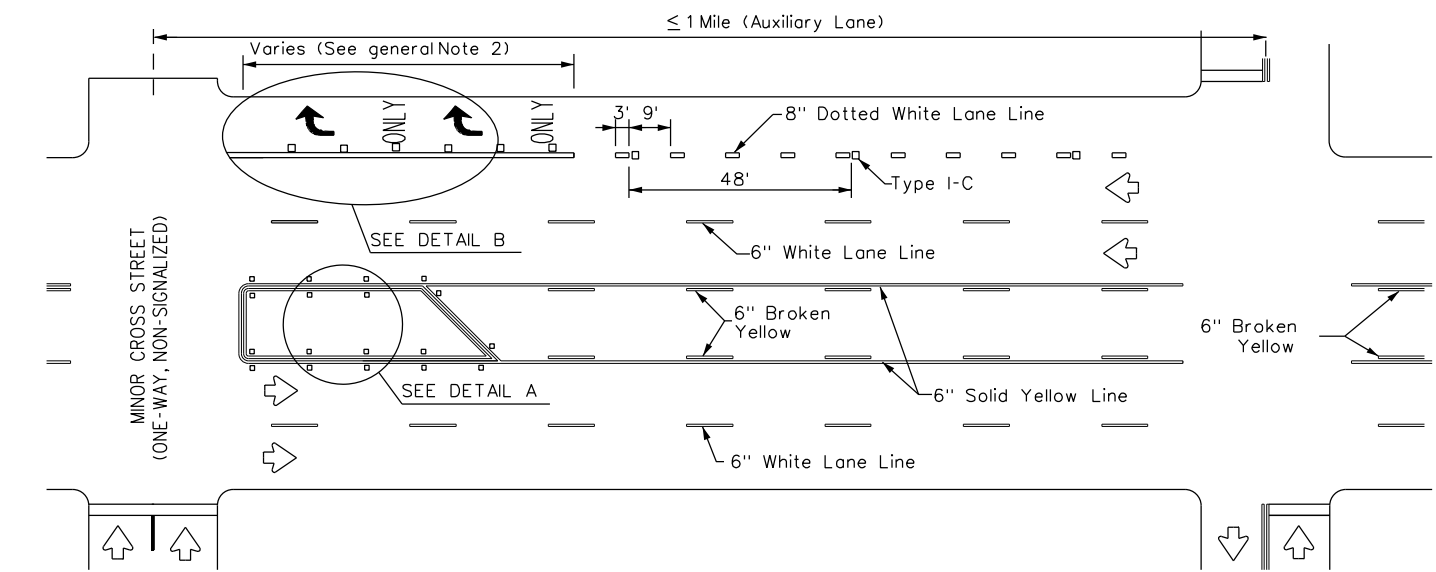 ≤ 1 Mile (Auxiliary Lane)
Varies (See general Note 2)
ONLY
ONLY
3'
9'
8" Dotted White Lane Line
48'
Type I-C
SEE DETAIL B
6" White Lane Line
MINOR CROSS STREET
(ONE-WAY, NON-SIGNALIZED)
6" Broken
Yellow
6" Broken
Yellow
SEE DETAIL A
6" Solid Yellow Line
6" White Lane Line